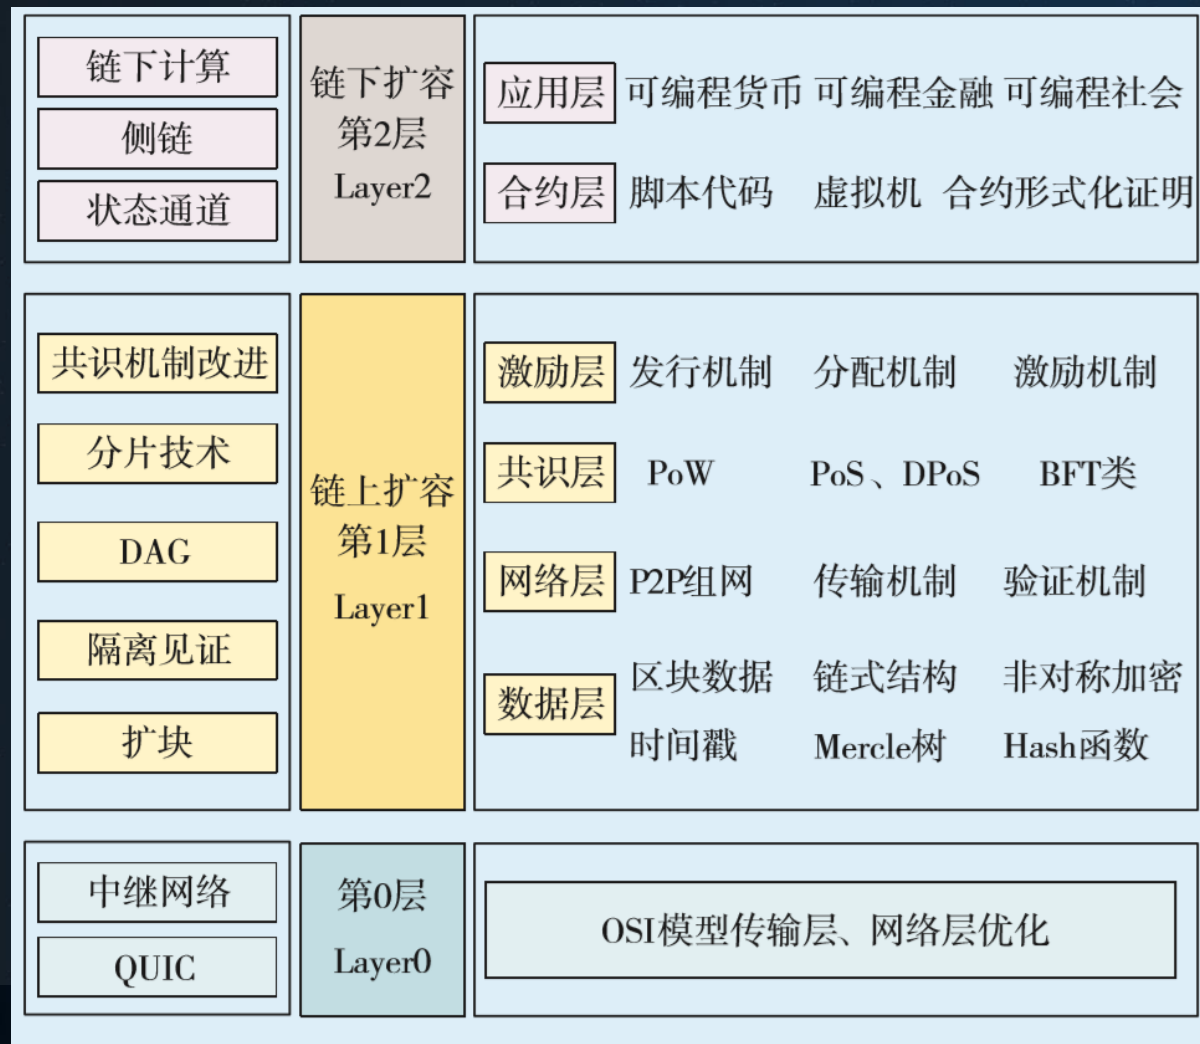 链下计算
侧链
状态通道
链下扩容
第2层
Layer2
应用层 可编程货币 可编程金融 可编程社会
合约层 脚本代码 虚拟机 合约形式化证明
共识机制改进
分片技术
DAG
隔离见证
扩块
链上扩容
第1层
Layer1
激励层 发行机制 分配机制 激励机制
共识层 PoW PoS、DPoS BFT类
网络层 P2P组网 传输机制 验证机制
数据层
区块数据 链式结构 非对称加密
时间戳 Mercle树 Hash函数
中继网络
QUIC
第0层
Layer0
OSI模型传输层、网络层优化